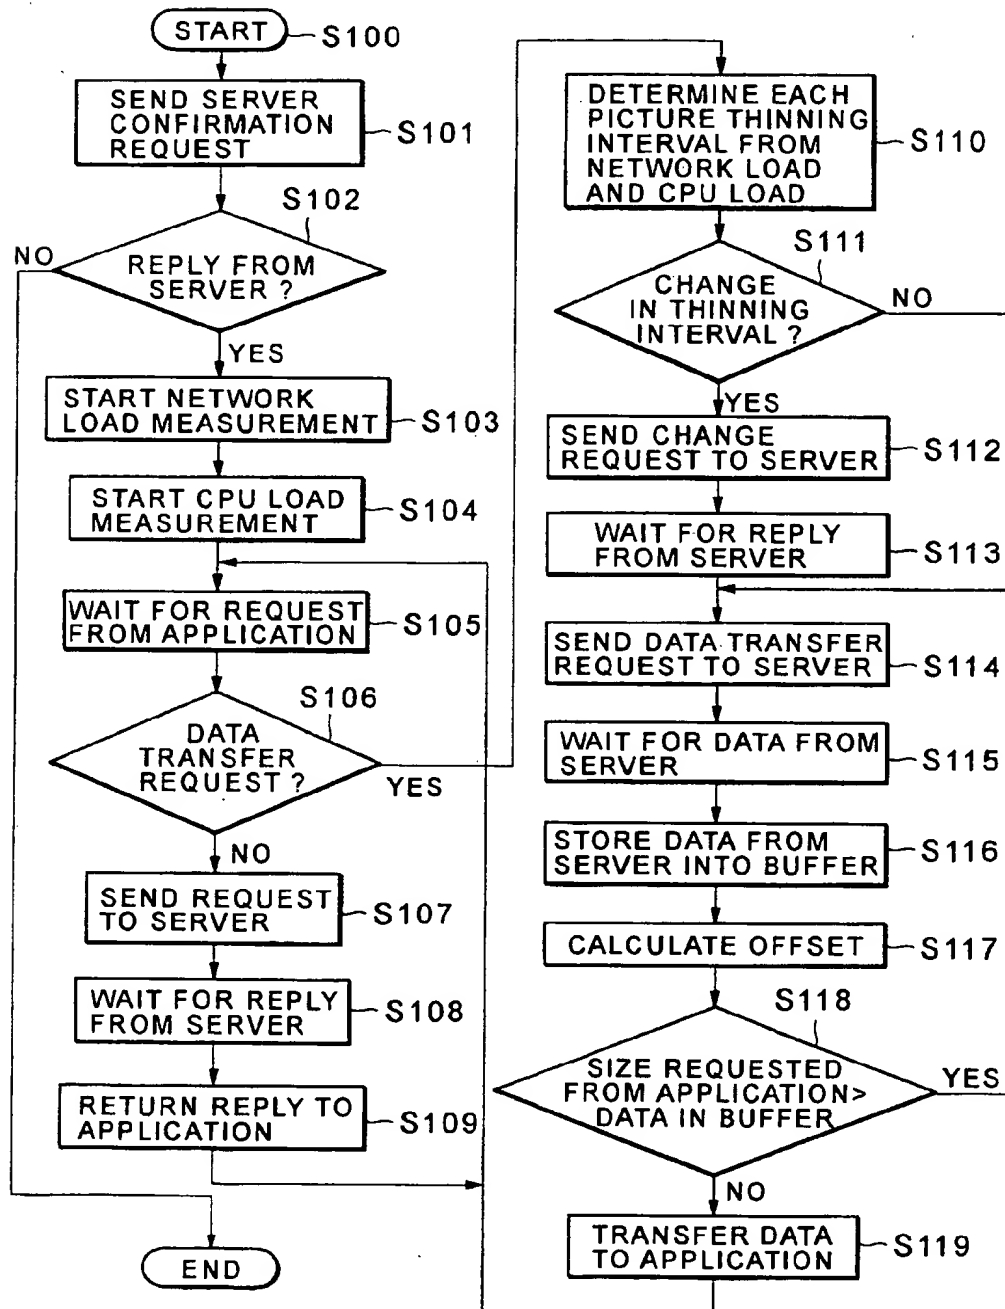 START
S100
SEND SERVER
CONFIRMATION
REQUEST
S101
S102
NO
REPLY FROM
SERVER ?
YES
START NETWORK
LOAD MEASUREMENT
S103
START CPU LOAD
MEASUREMENT
S104
WAIT FOR REQUEST
FROM APPLICATION
S105
S106
DATA
TRANSFER
REQUEST ?
YES
NO
SEND REQUEST
TO SERVER
S107
WAIT FOR REPLY
FROM SERVER
S108
RETURN REPLY TO
APPLICATION
S109
END
DETERMINE EACH
PICTURE THINNING
INTERVAL FROM
NETWORK LOAD
AND CPU LOAD
S110
S111
CHANGE
IN THINNING
INTERVAL ?
NO
YES
SEND CHANGE
REQUEST TO SERVER
S112
WAIT FOR REPLY
FROM SERVER
S113
SEND DATA TRANSFER
REQUEST TO SERVER
S114
WAIT FOR DATA FROM
SERVER
S115
STORE DATA FROM
SERVER INTO BUFFER
S116
CALCULATE OFFSET
S117
S118
SIZE REQUESTED
FROM APPLICATION>
DATA IN BUFFER
YES
NO
TRANSFER DATA
TO APPLICATION
S119